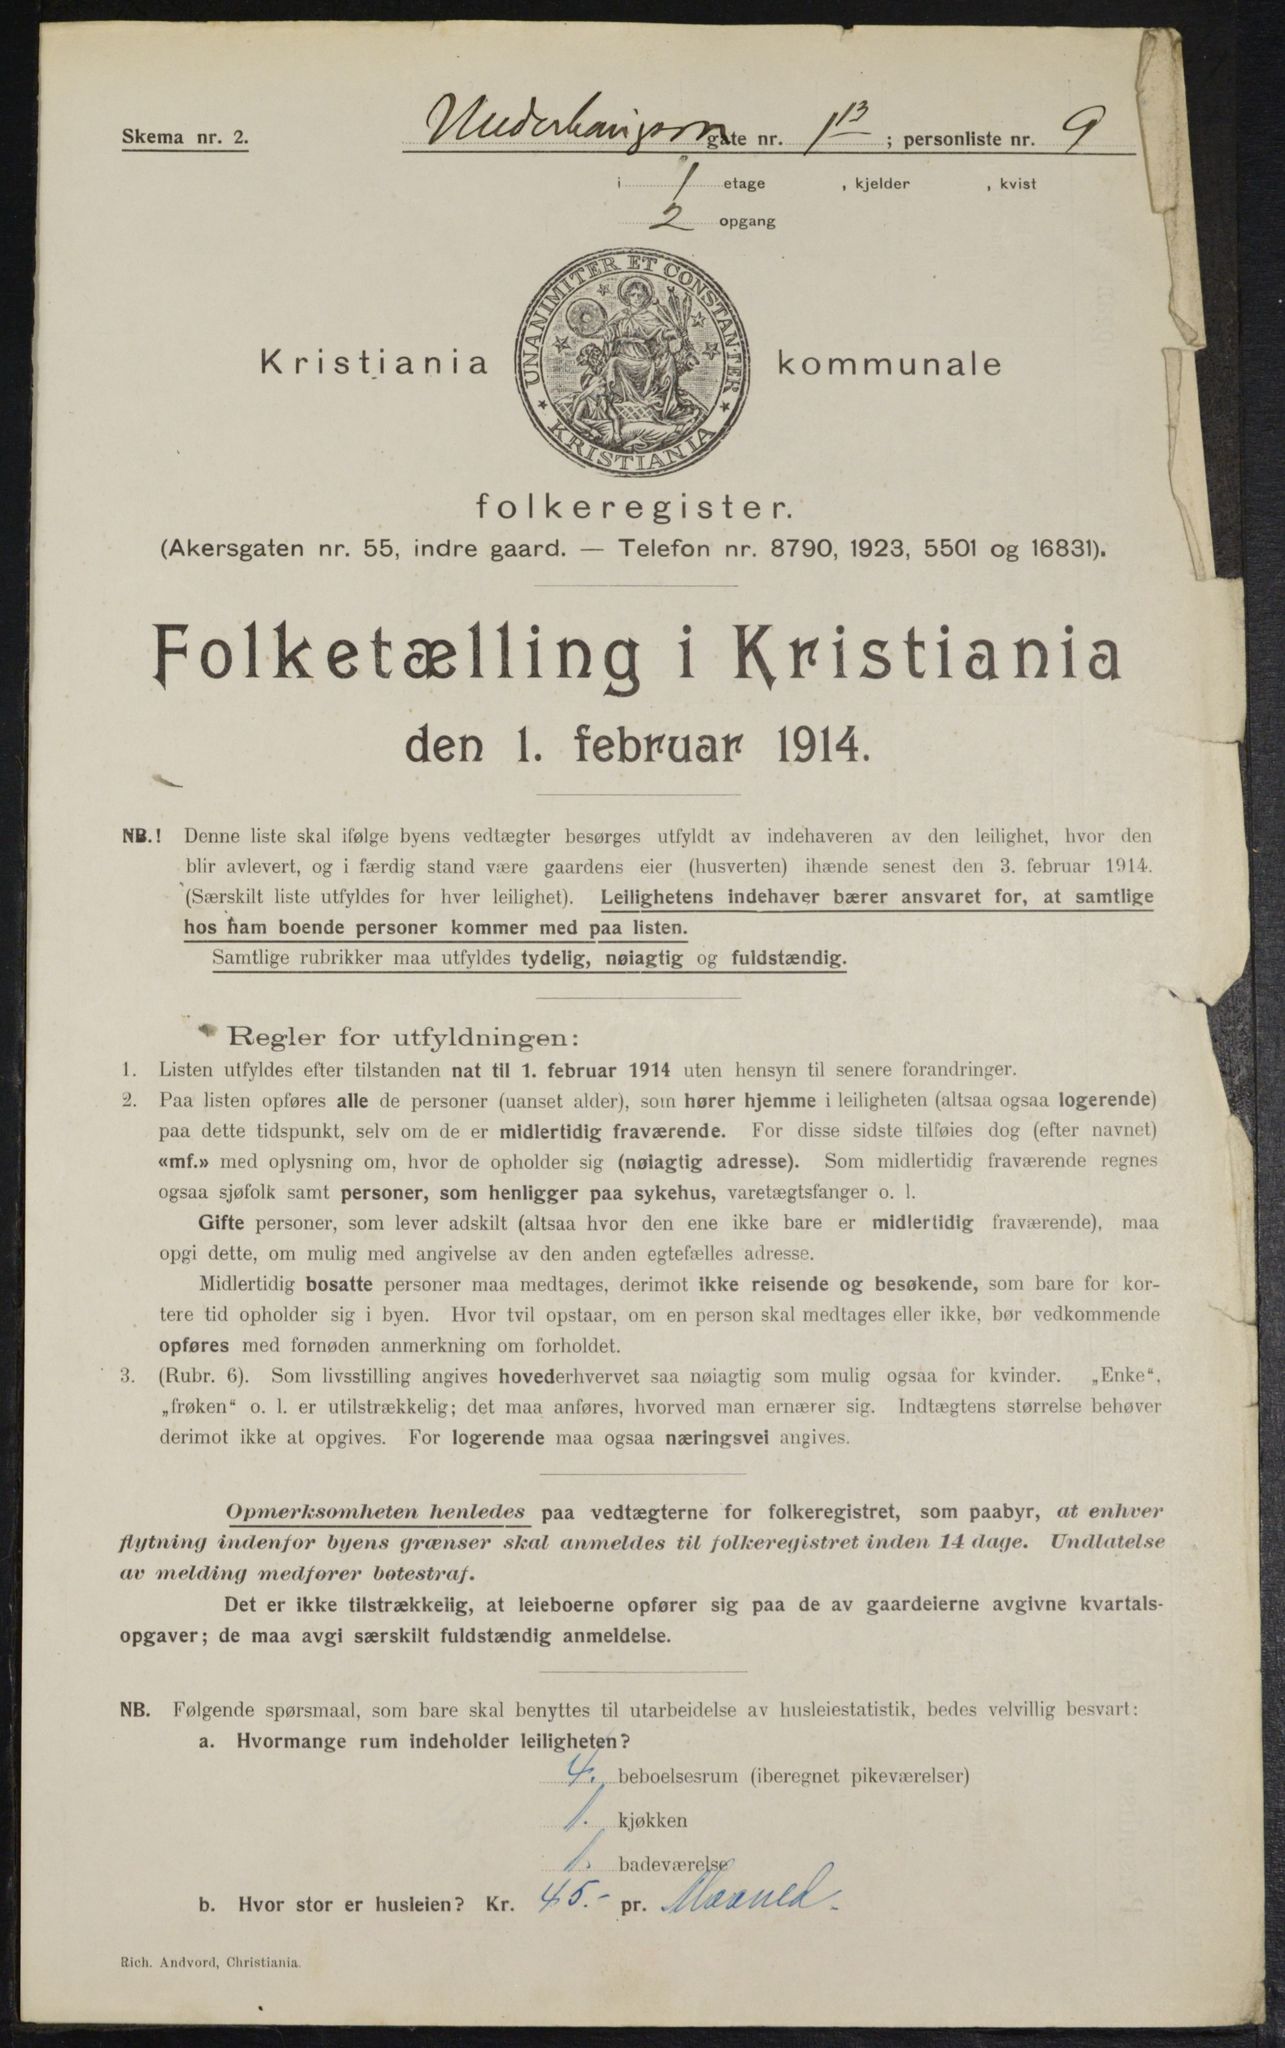 Skema nr. 2.
gate nr. 1 B ; personliste nr. 9
i 1 etage , kjelder , kvist
2 opgang
UNANIMITER ET CONSTANTER
KRISTIANIA
Kristiania kommunale
folkeregister.
(Akersgaten nr. 55, indre gaard. — Telefon nr. 8790, 1923, 5501 og 16831).
Folketælling i Kristiania
den 1. februar 1914.
NB.! Denne liste skal ifølge byens vedtægter besørges utfyldt av indehaveren av den leilighet, hvor den
blir avlevert, og i færdig stand være gaardens eier (husverten) ihænde senest den 3. februar 1914.
(Særskilt liste utfyldes for hver leilighet). Leilighetens indehaver bærer ansvaret for, at samtlige
hos ham boende personer kommer med paa listen.
Samtlige rubrikker maa utfyldes tydelig, nøiagtig og fuldstændig.
Regler for utfyldningen:
1. Listen utfyldes efter tilstanden nat til 1. februar 1914 uten hensyn til senere forandringer.
2. Paa listen opføres alle de personer (uanset alder), som hører hjemme i leiligheten (altsaa ogsaa logerende)
paa dette tidspunkt, selv om de er midlertidig fraværende. For disse sidste tilføies dog (efter navnet)
«mf.» med oplysning om, hvor de opholder sig (nøiagtig adresse). Som midlertidig fraværende regnes
ogsaa sjøfolk samt personer, som henligger paa sykehus, varetægtsfanger o. l.
Gifte personer, som lever adskilt (altsaa hvor den ene ikke bare er midlertidig fraværende), maa
opgi dette, om mulig med angivelse av den anden egtefælles adresse.
Midlertidig bosatte personer maa medtages, derimot ikke reisende og besøkende, som bare for kor-
tere tid opholder sig i byen. Hvor tvil opstaar, om en person skal medtages eller ikke, bør vedkommende
opføres med fornøden anmerkning om forholdet.
3. (Rubr. 6). Som livsstilling angives hovederhvervet saa nøiagtig som mulig ogsaa for kvinder. „Enke“,
„frøken“ o. l. er utilstrækkelig; det maa anføres, hvorved man ernærer sig. Indtægtens størrelse behøver
derimot ikke at opgives. For logerende maa ogsaa næringsvei angives.
Opmerksomheten henledes paa vedtægterne for folkeregistret, som paabyr, at enhver
flytning indenfor byens grænser skal anmeldes til folkeregistret inden 14 dage. Undlatelse
av melding medfører bøtestraf.
Det er ikke tilstrækkelig, at leieboerne opfører sig paa de av gaardeierne avgivne kvartals-
opgaver; de maa avgi særskilt fuldstændig anmeldelse.
NB. Følgende spørsmaal, som bare skal benyttes til utarbeidelse av husleiestatistik, bedes velvillig besvart:
a. Hvormange rum indeholder leiligheten?
4. beboelsesrum (iberegnet pikeværelser)
1. kjøkken
1. badeværelse
b. Hvor stor er husleien? Kr. 45.- pr. Maaned.
Rich. Andvord, Christiania.